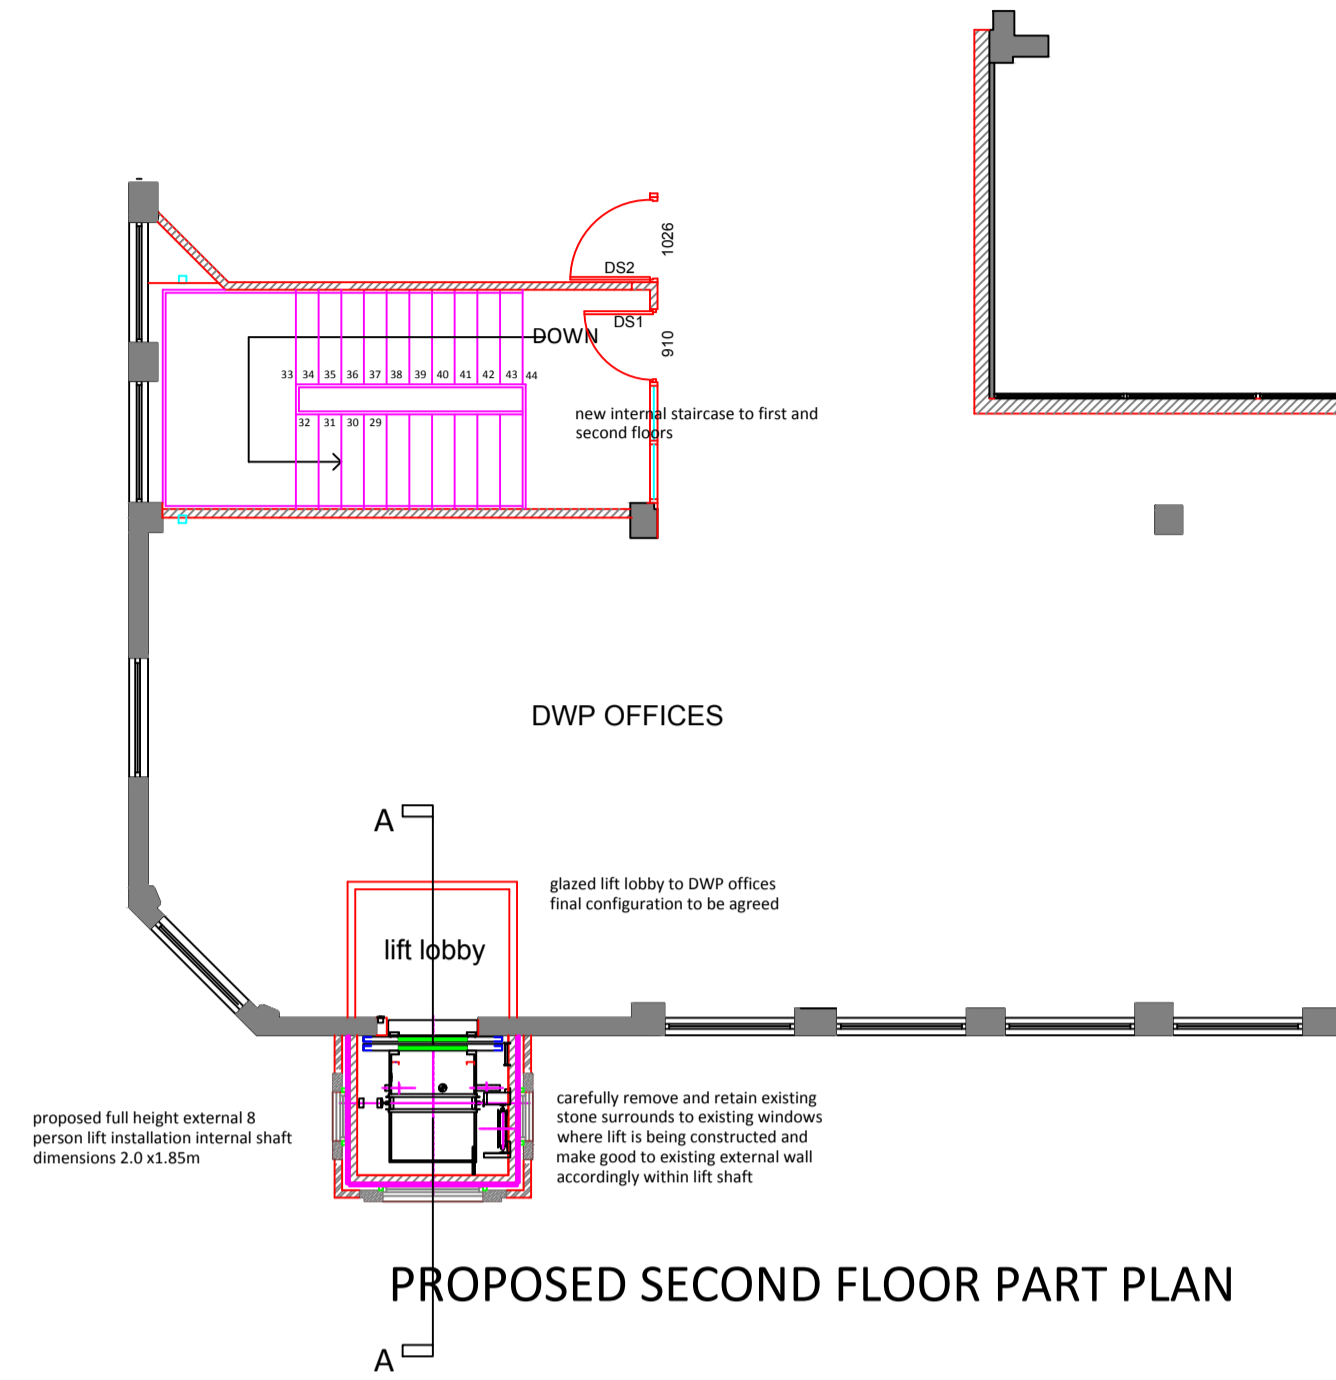 1026
DS2
DS1
910
DOWN
33 34 35 36 37 38 39 40 41 42 43 44
32 31 30 29
new internal staircase to first and
second floors
DWP OFFICES
A
glazed lift lobby to DWP offices
final configuration to be agreed
lift lobby
proposed full height external 8
person lift installation internal shaft
dimensions 2.0 x1.85m
carefully remove and retain existing
stone surrounds to existing windows
where lift is being constructed and
make good to existing external wall
accordingly within lift shaft
PROPOSED SECOND FLOOR PART PLAN
A